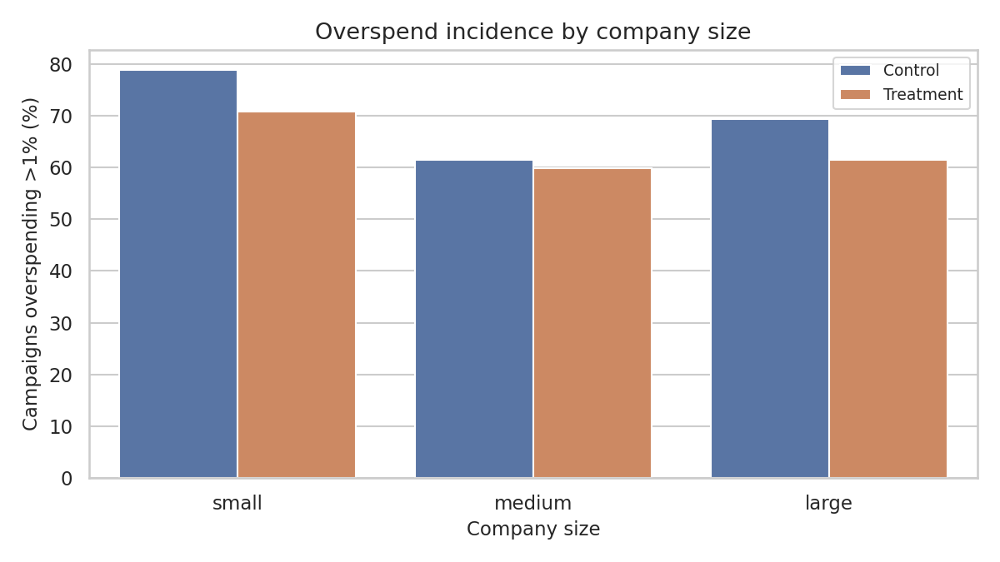 Overspend incidence by company size
Campaigns overspending >1% (%)
80
70
60
50
40
30
20
10
0
Control
Treatment
small
medium
large
Company size